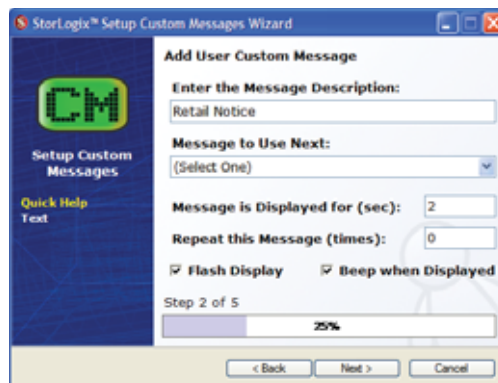 StorLogix™ Setup Custom Messages Wizard
Add User Custom Message
Enter the Message Description:
Retail Notice
CM
Message to Use Next:
(Select One)
Setup Custom
Messages
Quick Help
Text
Message is Displayed for (sec): 2
Repeat this Message (times): 0
Flash Display Beep when Displayed
Step 2 of 5
25%
< Back Next > Cancel